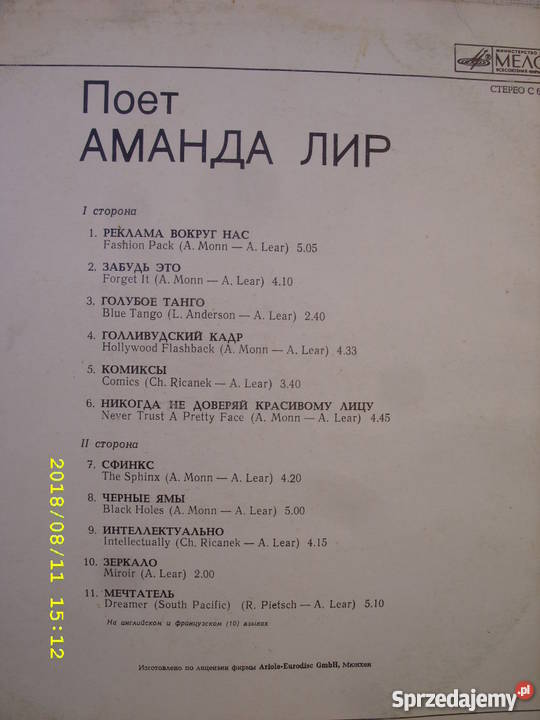 МИНИСТЕРСТВО
МЕЛО
СТЕРЕО С 6
Поет
АМАНДА ЛИР
I сторона
1. РЕКЛАМА ВОКРУГ НАС
Fashion Pack (A. Monn — A. Lear) 5.05
2. ЗАБУДЬ ЭТО
Forget It (A. Monn — A. Lear) 4.10
3. ГОЛУБОЕ ТАНГО
Blue Tango (L. Anderson — A. Lear) 2.40
4. ГОЛЛИВУДСКИЙ КАДР
Hollywood Flashback (A. Monn — A. Lear) 4.33
5. КОМИКСЫ
Comics (Ch. Ricanek — A. Lear) 3.40
6. НИКОГДА НЕ ДОВЕРЯЙ КРАСИВОМУ ЛИЦУ
Never Trust A Pretty Face (A. Monn — A. Lear) 4.45
II сторона
7. СФИНКС
The Sphinx (A. Monn — A. Lear) 4.20
8. ЧЕРНЫЕ ЯМЫ
Black Holes (A. Monn — A. Lear) 5.00
9. ИНТЕЛЛЕКТУАЛЬНО
Intellectually (Ch. Ricanek — A. Lear) 4.15
10. ЗЕРКАЛО
Miroir (A. Lear) 2.00
11. МЕЧТАТЕЛЬ
Dreamer (South Pacific) (R. Pietsch — A. Lear) 5.10
На английском и французском (10) языках
Изготовлено по лицензии фирмы Ariola-Eurodisc GmbH, Мюнхен
2018/08/11 15:12
Sprzedajemy.pl